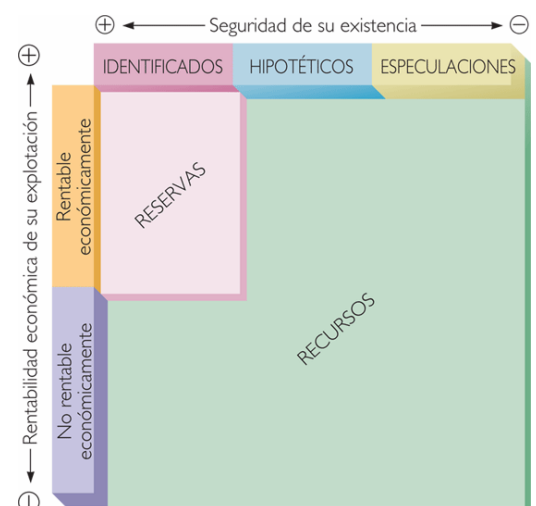 ⊕ ← Seguridad de su existencia → ⊖
⊕
IDENTIFICADOS
HIPOTÉTICOS
ESPECULACIONES
← Rentabilidad económica de su explotación →
Rentable
económicamente
RESERVAS
RECURSOS
No rentable
económicamente
⊖